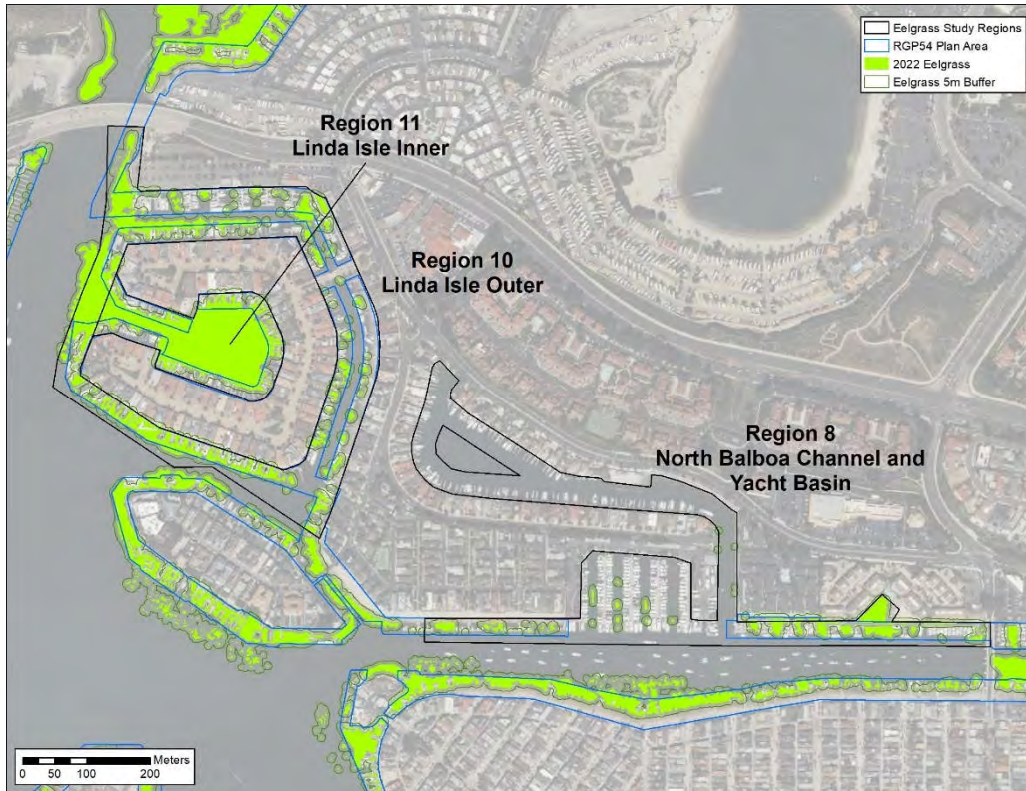 Eelgrass Study Regions
RGP54 Plan Area
2022 Eelgrass
Eelgrass 5m Buffer
Region 11
Linda Isle Inner
Region 10
Linda Isle Outer
Region 8
North Balboa Channel and
Yacht Basin
Meters
0 50 100 200